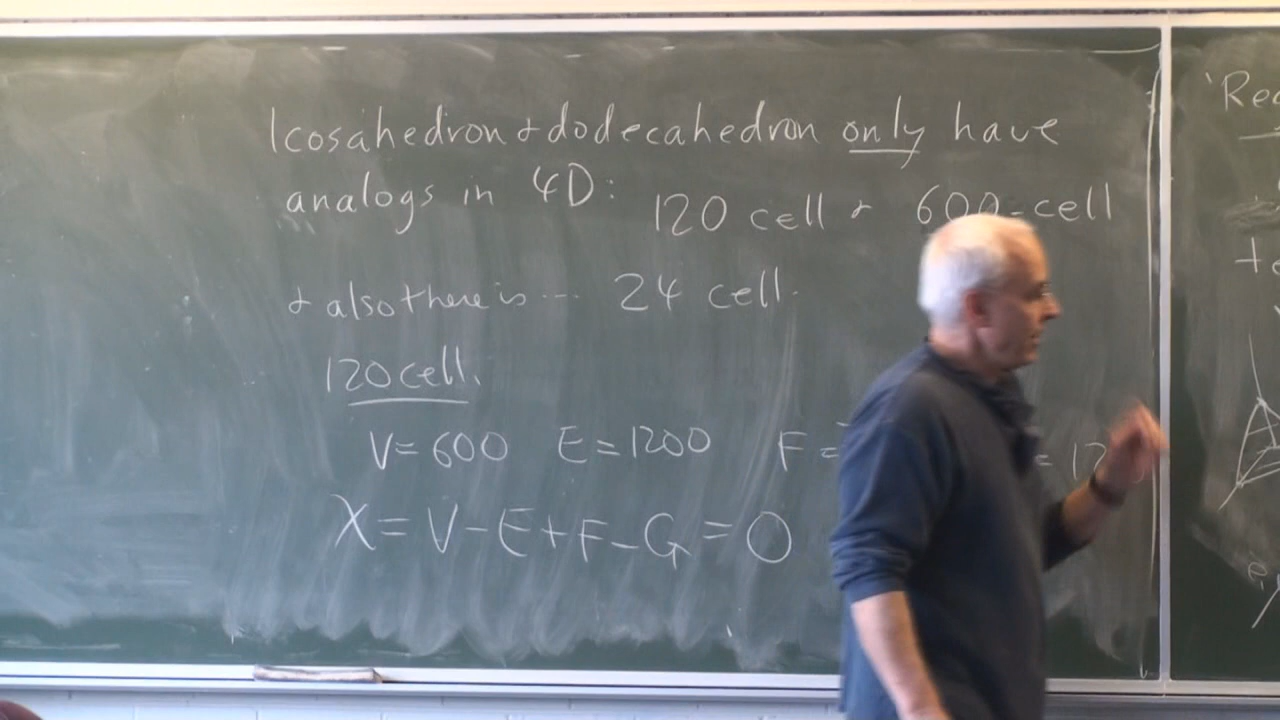 Icosahedron + dodecahedron only have
analogs in 4D: 120 cell + 600-cell
+ also there is ... 24 cell.
120 cell.
V=600 E=1200 F=
χ= V-E+F-G=0